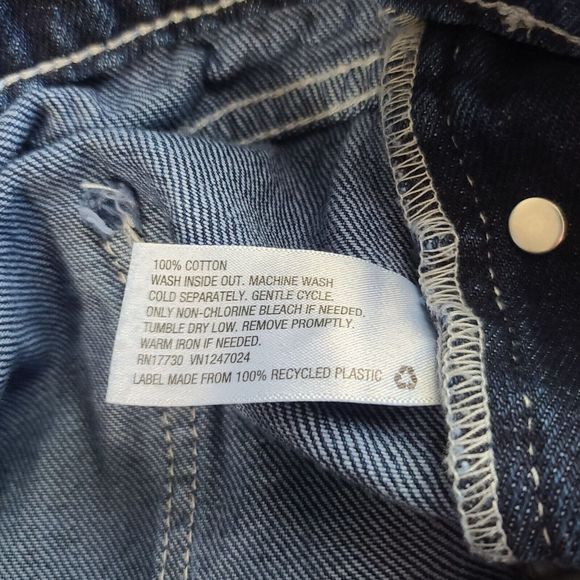 100% COTTON
WASH INSIDE OUT. MACHINE WASH
COLD SEPARATELY. GENTLE CYCLE.
ONLY NON-CHLORINE BLEACH IF NEEDED.
TUMBLE DRY LOW. REMOVE PROMPTLY.
WARM IRON IF NEEDED.
RN17730 VN1247024
LABEL MADE FROM 100% RECYCLED PLASTIC